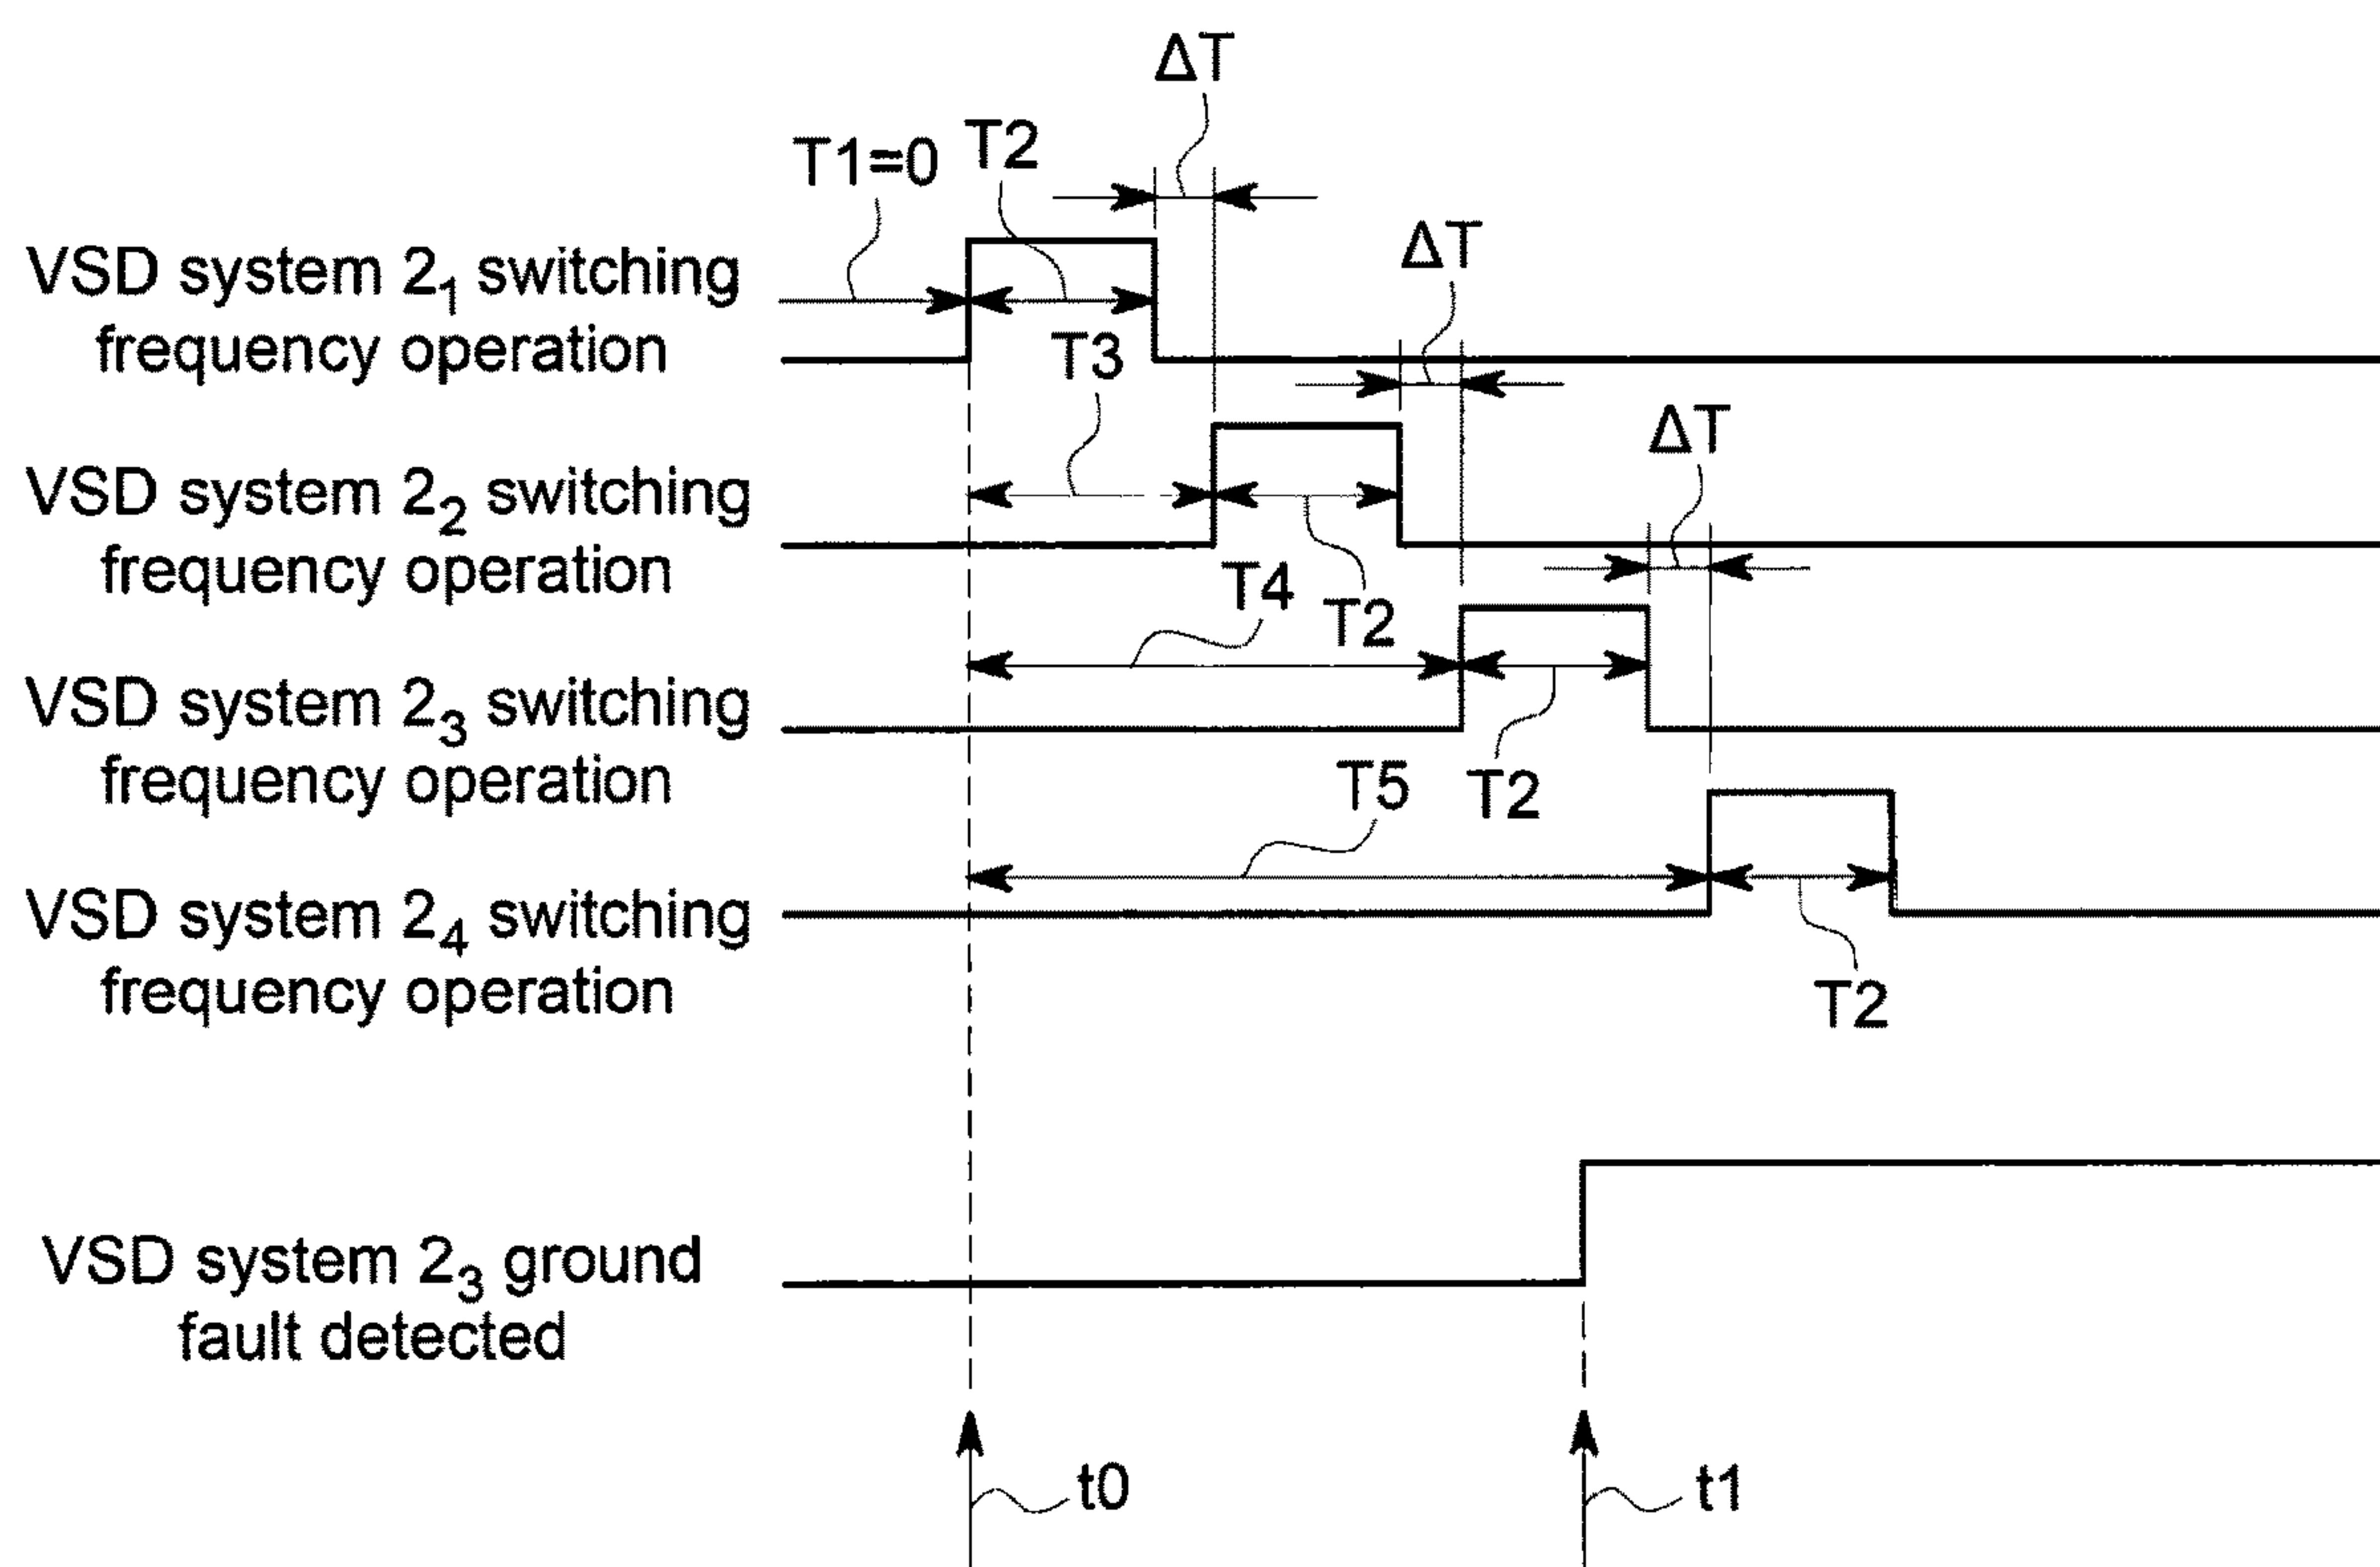 ΔT
T1=0
T2
VSD system 2₁ switching
frequency operation
ΔT
T3
ΔT
VSD system 2₂ switching
frequency operation
T4
T2
VSD system 2₃ switching
frequency operation
T5
T2
VSD system 2₄ switching
frequency operation
T2
VSD system 2₃ ground
fault detected
t0
t1